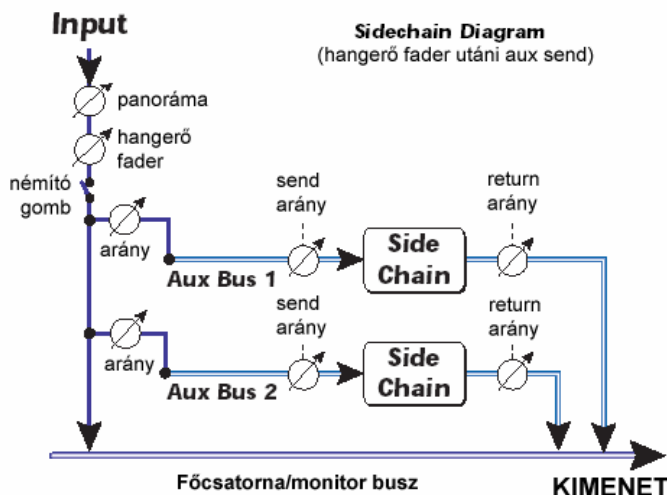 Input
Sidechain Diagram
(hangerő fader utáni aux send)
panoráma
hangerő
fader
némító
gomb
arány
Aux Bus 1
send
arány
Side
Chain
return
arány
arány
Aux Bus 2
send
arány
Side
Chain
return
arány
Főcsatorna/monitor busz
KIMENET